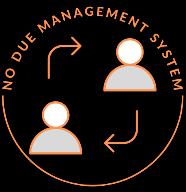 NO DUE MANAGEMENT SYSTEM